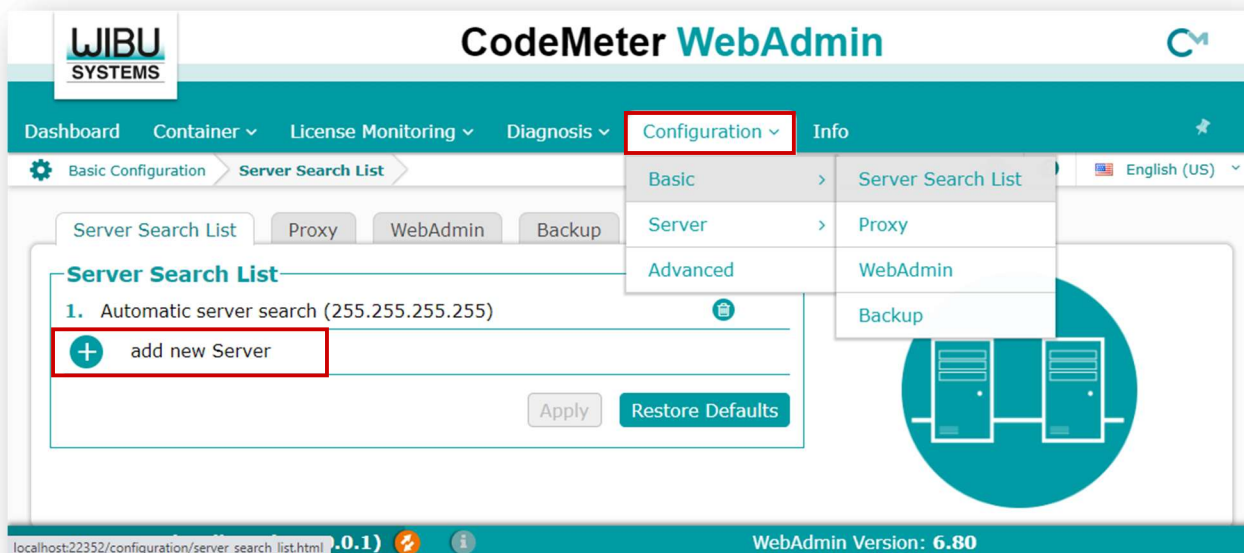 WIBU
SYSTEMS
CodeMeter WebAdmin
Dashboard Container License Monitoring Diagnosis Configuration Info
Basic Configuration Server Search List
English (US)
Basic
Server
Advanced
Server Search List
Proxy
WebAdmin
Backup
Server Search List Proxy WebAdmin Backup
Server Search List
1. Automatic server search (255.255.255.255)
+ add new Server
Apply Restore Defaults
localhost:22352/configuration/server_search_list.html
.0.1)
WebAdmin Version: 6.80